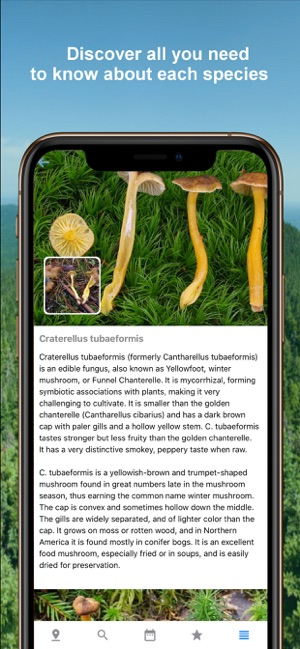 Discover all you need
to know about each species
Craterellus tubaeformis
Craterellus tubaeformis (formerly Cantharellus tubaeformis)
is an edible fungus, also known as Yellowfoot, winter
mushroom, or Funnel Chanterelle. It is mycorrhizal, forming
symbiotic associations with plants, making it very
challenging to cultivate. It is smaller than the golden
chanterelle (Cantharellus cibarius) and has a dark brown
cap with paler gills and a hollow yellow stem. C. tubaeformis
tastes stronger but less fruity than the golden chanterelle.
It has a very distinctive smokey, peppery taste when raw.
C. tubaeformis is a yellowish-brown and trumpet-shaped
mushroom found in great numbers late in the mushroom
season, thus earning the common name winter mushroom.
The cap is convex and sometimes hollow down the middle.
The gills are widely separated, and of lighter color than the
cap. It grows on moss or rotten wood, and in Northern
America it is found mostly in conifer bogs. It is an excellent
food mushroom, especially fried or in soups, and is easily
dried for preservation.